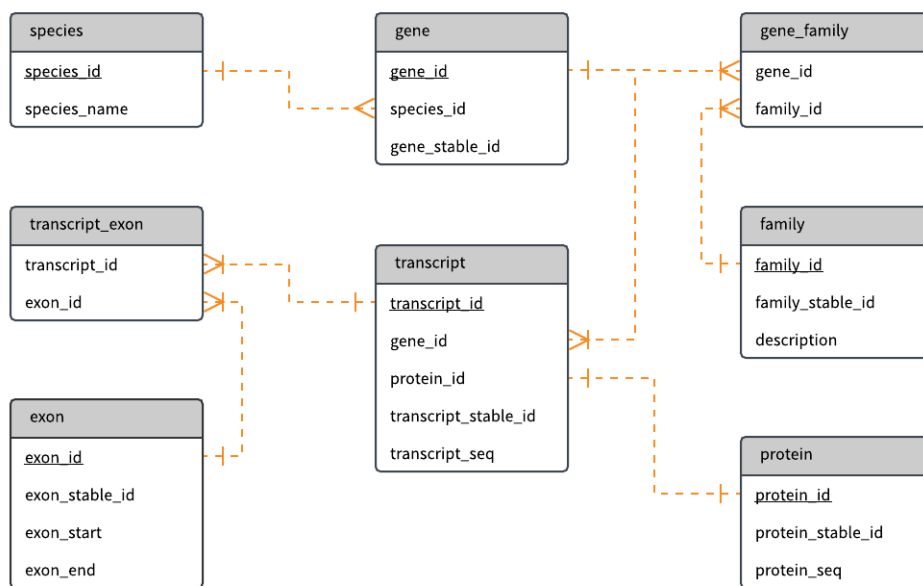 species
species_id
species_name
gene
gene_id
species_id
gene_stable_id
gene_family
gene_id
family_id
transcript_exon
transcript_id
exon_id
transcript
transcript_id
gene_id
protein_id
transcript_stable_id
transcript_seq
family
family_id
family_stable_id
description
exon
exon_id
exon_stable_id
exon_start
exon_end
protein
protein_id
protein_stable_id
protein_seq